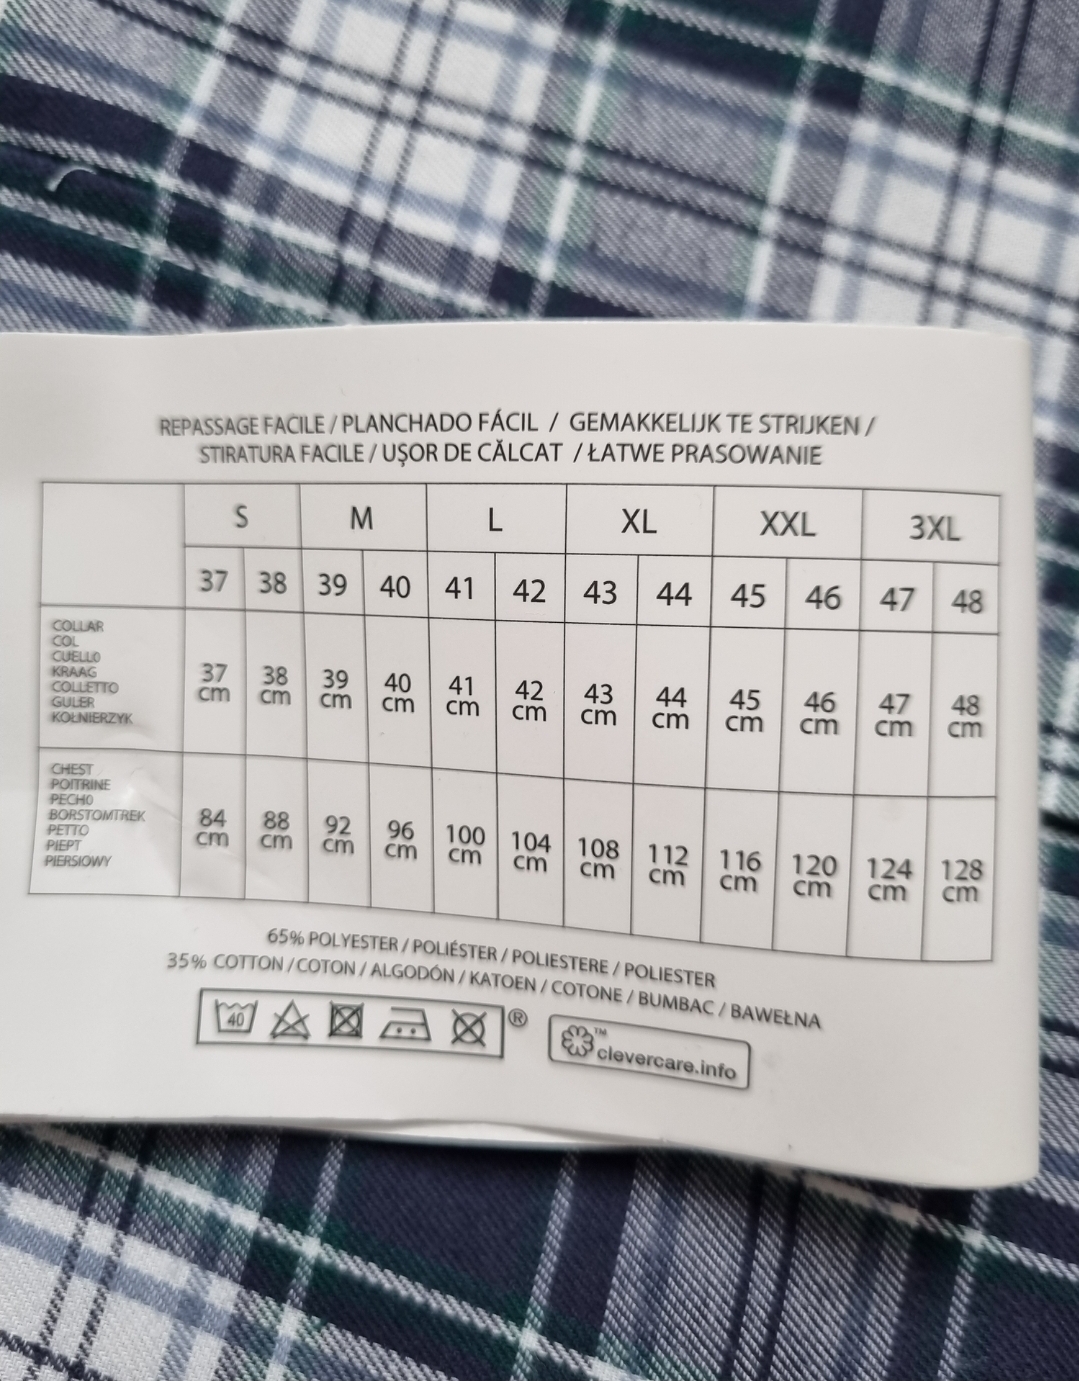 REPASSAGE FACILE / PLANCHADO FÁCIL / GEMAKKELIJK TE STRIJKEN /
STIRATURA FACILE / UȘOR DE CĂLCAT / ŁATWE PRASOWANIE
S M L XL XXL 3XL
37 38 39 40 41 42 43 44 45 46 47 48
COLLAR
COL
CUELLO
KRAAG
COLLETTO
GULER
KOŁNIERZYK
37 cm 38 cm 39 cm 40 cm 41 cm 42 cm 43 cm 44 cm 45 cm 46 cm 47 cm 48 cm
CHEST
POITRINE
PECHO
BORSTOMTREK
PETTO
PIEPT
PIERSIOWY
84 cm 88 cm 92 cm 96 cm 100 cm 104 cm 108 cm 112 cm 116 cm 120 cm 124 cm 128 cm
65% POLYESTER / POLIÉSTER / POLIESTERE / POLIESTER
35% COTTON / COTON / ALGODÓN / KATOEN / COTONE / BUMBAC / BAWEŁNA
40 ® ™ clevercare.info